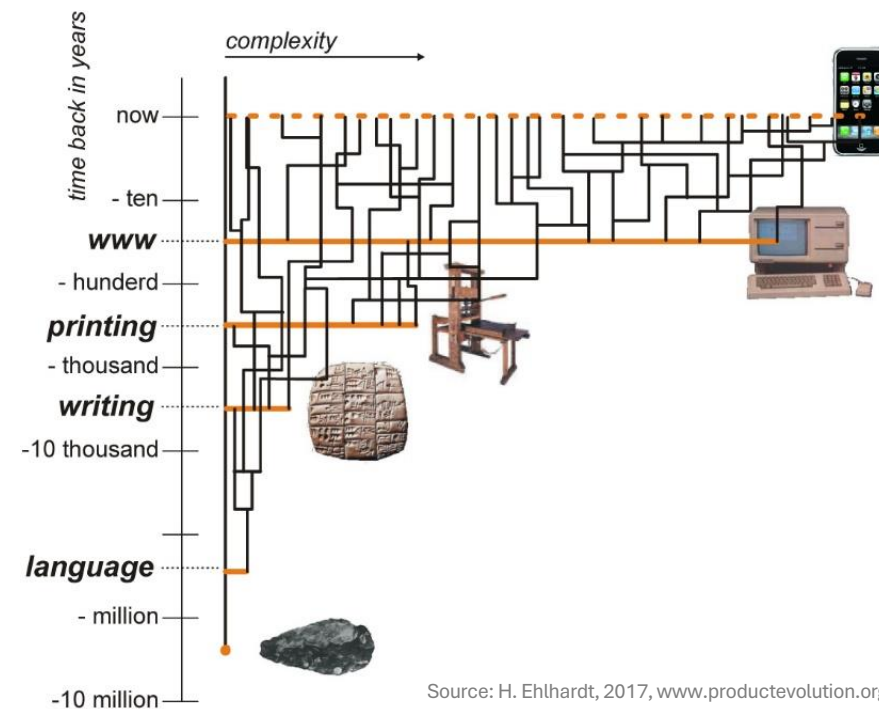 complexity
time back in years
now
- ten
www
- hunderd
printing
- thousand
writing
-10 thousand
language
- million
-10 million
Source: H. Ehlhardt, 2017, www.productevolution.org